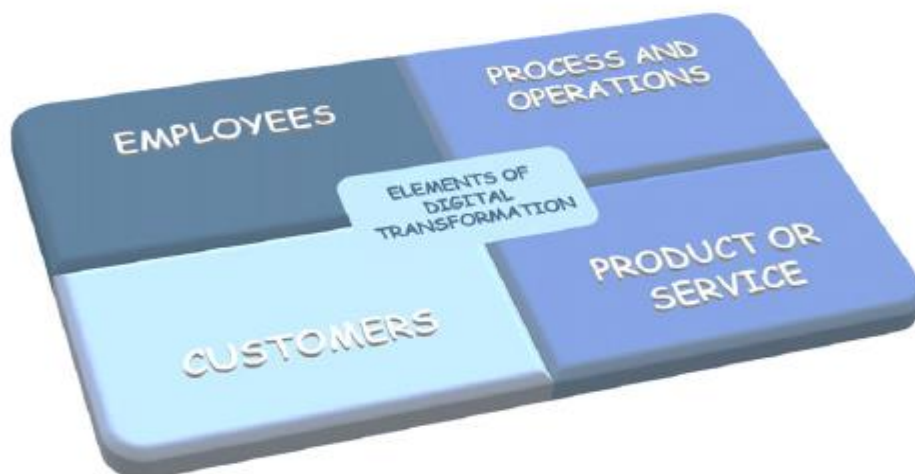 EMPLOYEES
PROCESS AND
OPERATIONS
ELEMENTS OF
DIGITAL
TRANSFORMATION
CUSTOMERS
PRODUCT OR
SERVICE